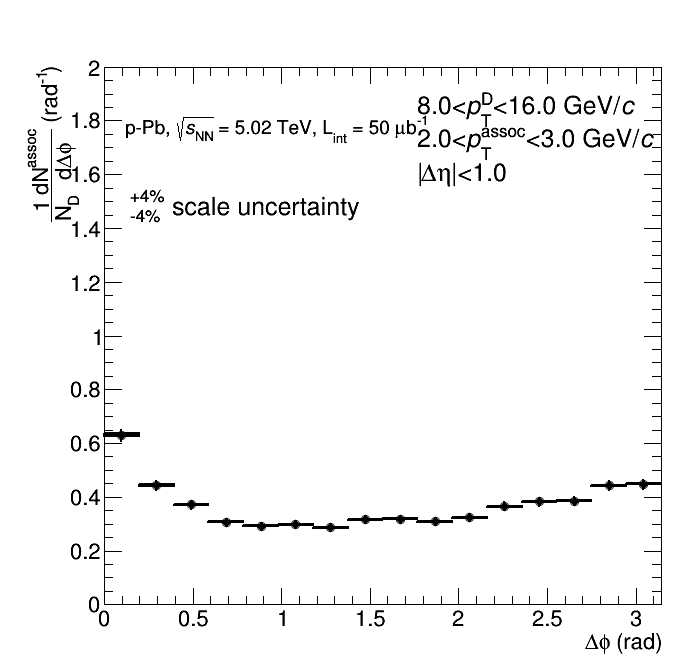 2
1.8
1.6
1.4
1.2
1
0.8
0.6
0.4
0.2
0
0 0.5 1 1.5 2 2.5 3
Δϕ (rad)
1 dN^assoc
N_D dΔϕ (rad^-1)
p-Pb, √s_NN = 5.02 TeV, L_int = 50 μb^-1
+4%
-4% scale uncertainty
8.0<p_T^D<16.0 GeV/c
2.0<p_T^assoc<3.0 GeV/c
|Δη|<1.0